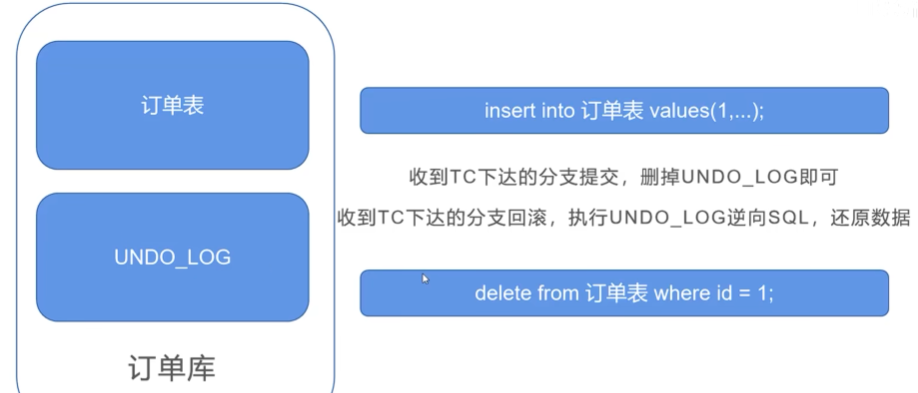 订单表
insert into 订单表 values(1,...);
收到TC下达的分支提交，删掉UNDO_LOG即可
收到TC下达的分支回滚，执行UNDO_LOG逆向SQL，还原数据
UNDO_LOG
delete from 订单表 where id = 1;
订单库